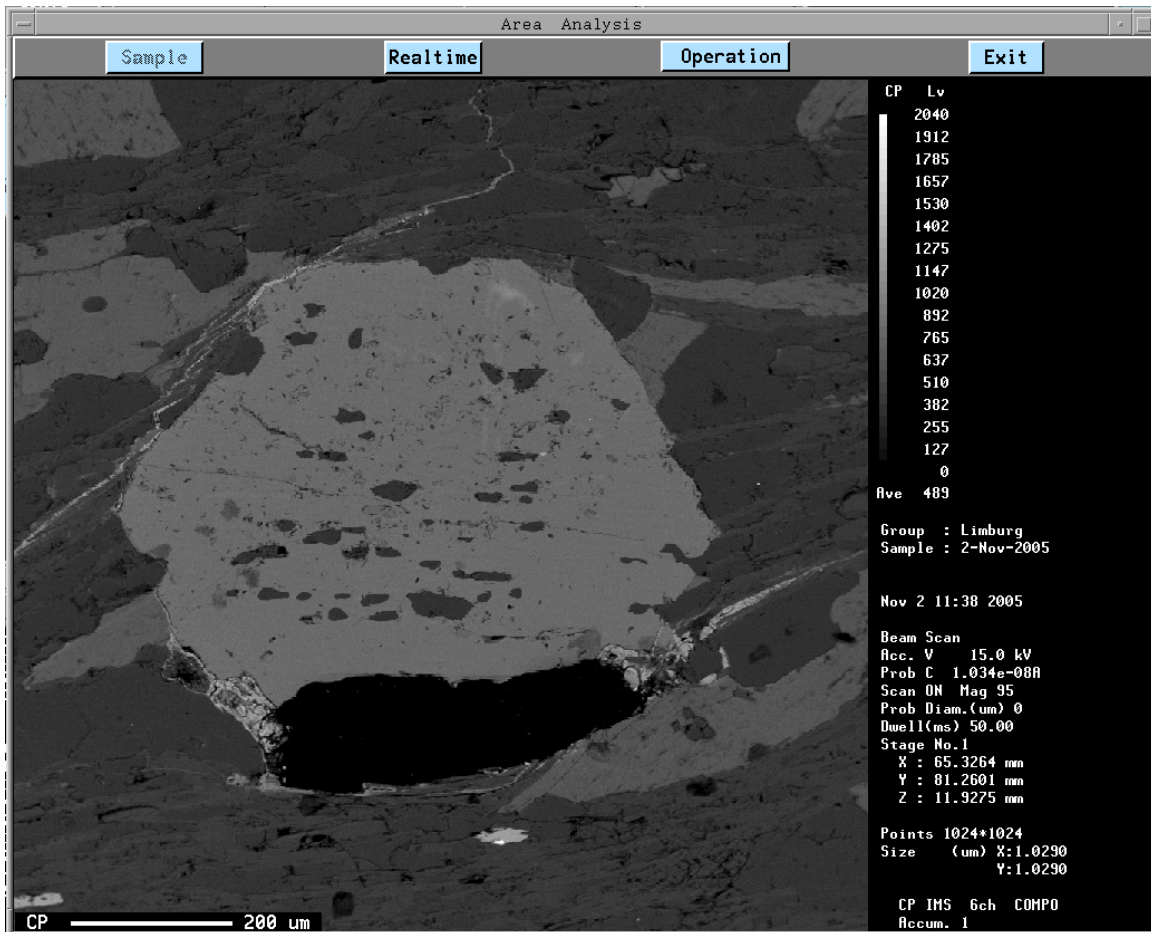 Area Analysis
Sample Realtime Operation Exit
CP Lv
2040
1912
1785
1657
1530
1402
1275
1147
1020
892
765
637
510
382
255
127
0
Ave 489
Group : Limburg
Sample : 2-Nov-2005
Nov 2 11:38 2005
Beam Scan
Acc. V 15.0 kV
Prob C 1.034e-08A
Scan ON Mag 95
Prob Diam.(um) 0
Dwell(ms) 50.00
Stage No.1
X : 65.3264 mm
Y : 81.2601 mm
Z : 11.9275 mm
Points 1024*1024
Size (um) X:1.0290
Y:1.0290
CP IMS 6ch COMPO
Accum. 1
CP 200 um